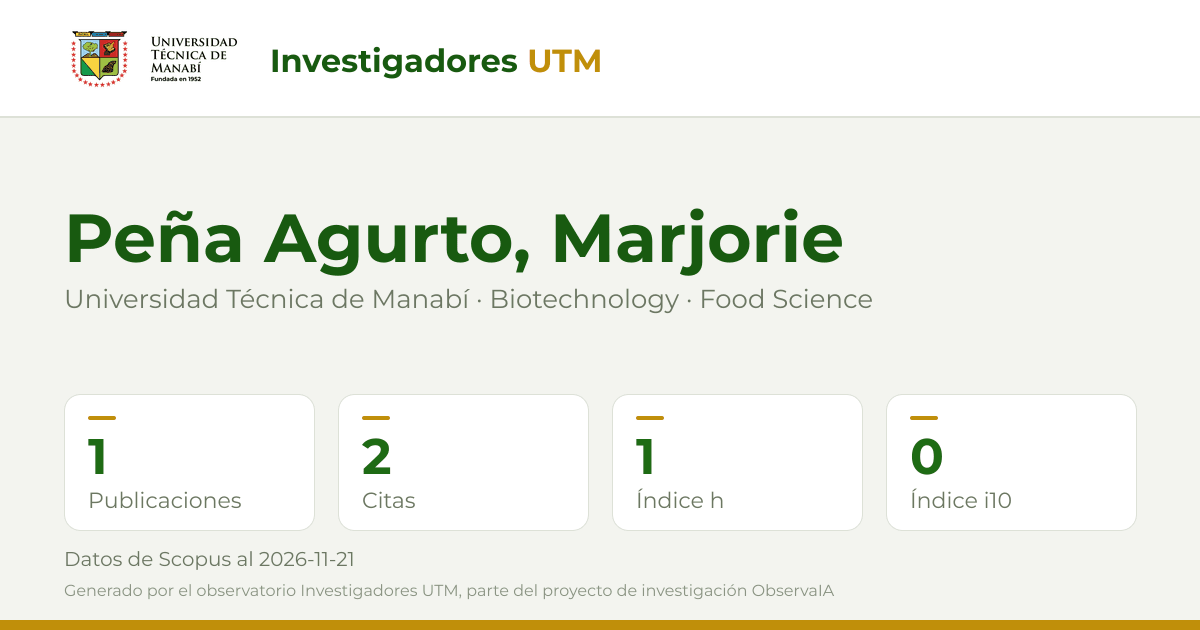 UNIVERSIDAD
TÉCNICA DE
MANABÍ
Fundada en 1952
Investigadores UTM
Peña Agurto, Marjorie
Universidad Técnica de Manabí · Biotechnology · Food Science
1
Publicaciones
2
Citas
1
Índice h
0
Índice i10
Datos de Scopus al 2026-11-21
Generado por el observatorio Investigadores UTM, parte del proyecto de investigación ObservaIA